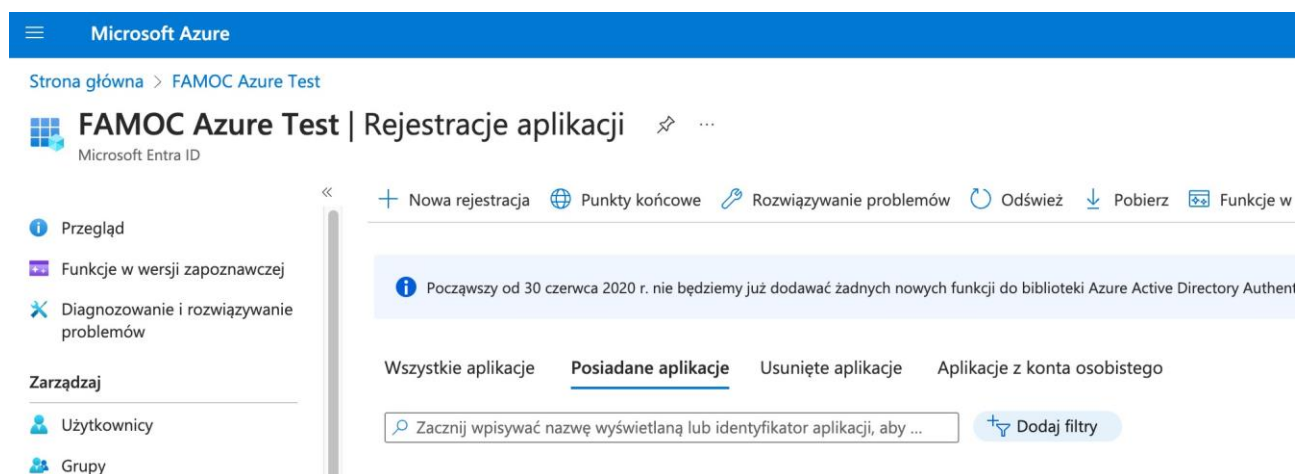 Microsoft Azure
Strona główna > FAMOC Azure Test
FAMOC Azure Test | Rejestracje aplikacji
Microsoft Entra ID
Nowa rejestracja Punkty końcowe Rozwiązywanie problemów Odśwież Pobierz Funkcje w
Przegląd
Funkcje w wersji zapoznawczej
Diagnozowanie i rozwiązywanie
problemów
Zarządzaj
Użytkownicy
Grupy
Począwszy od 30 czerwca 2020 r. nie będziemy już dodawać żadnych nowych funkcji do biblioteki Azure Active Directory Authent
Wszystkie aplikacje Posiadane aplikacje Usunięte aplikacje Aplikacje z konta osobistego
Zacznij wpisywać nazwę wyświetlaną lub identyfikator aplikacji, aby ... Dodaj filtry